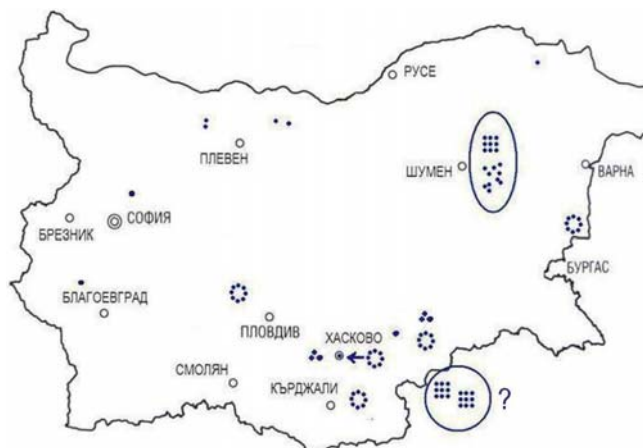 РУСЕ
ПЛЕВЕН
ШУМЕН
ВАРНА
СОФИЯ
БРЕЗНИК
БУРГАС
БЛАГОЕВГРАД
ПЛОВДИВ
ХАСКОВО
СМОЛЯН
КЪРДЖАЛИ
?